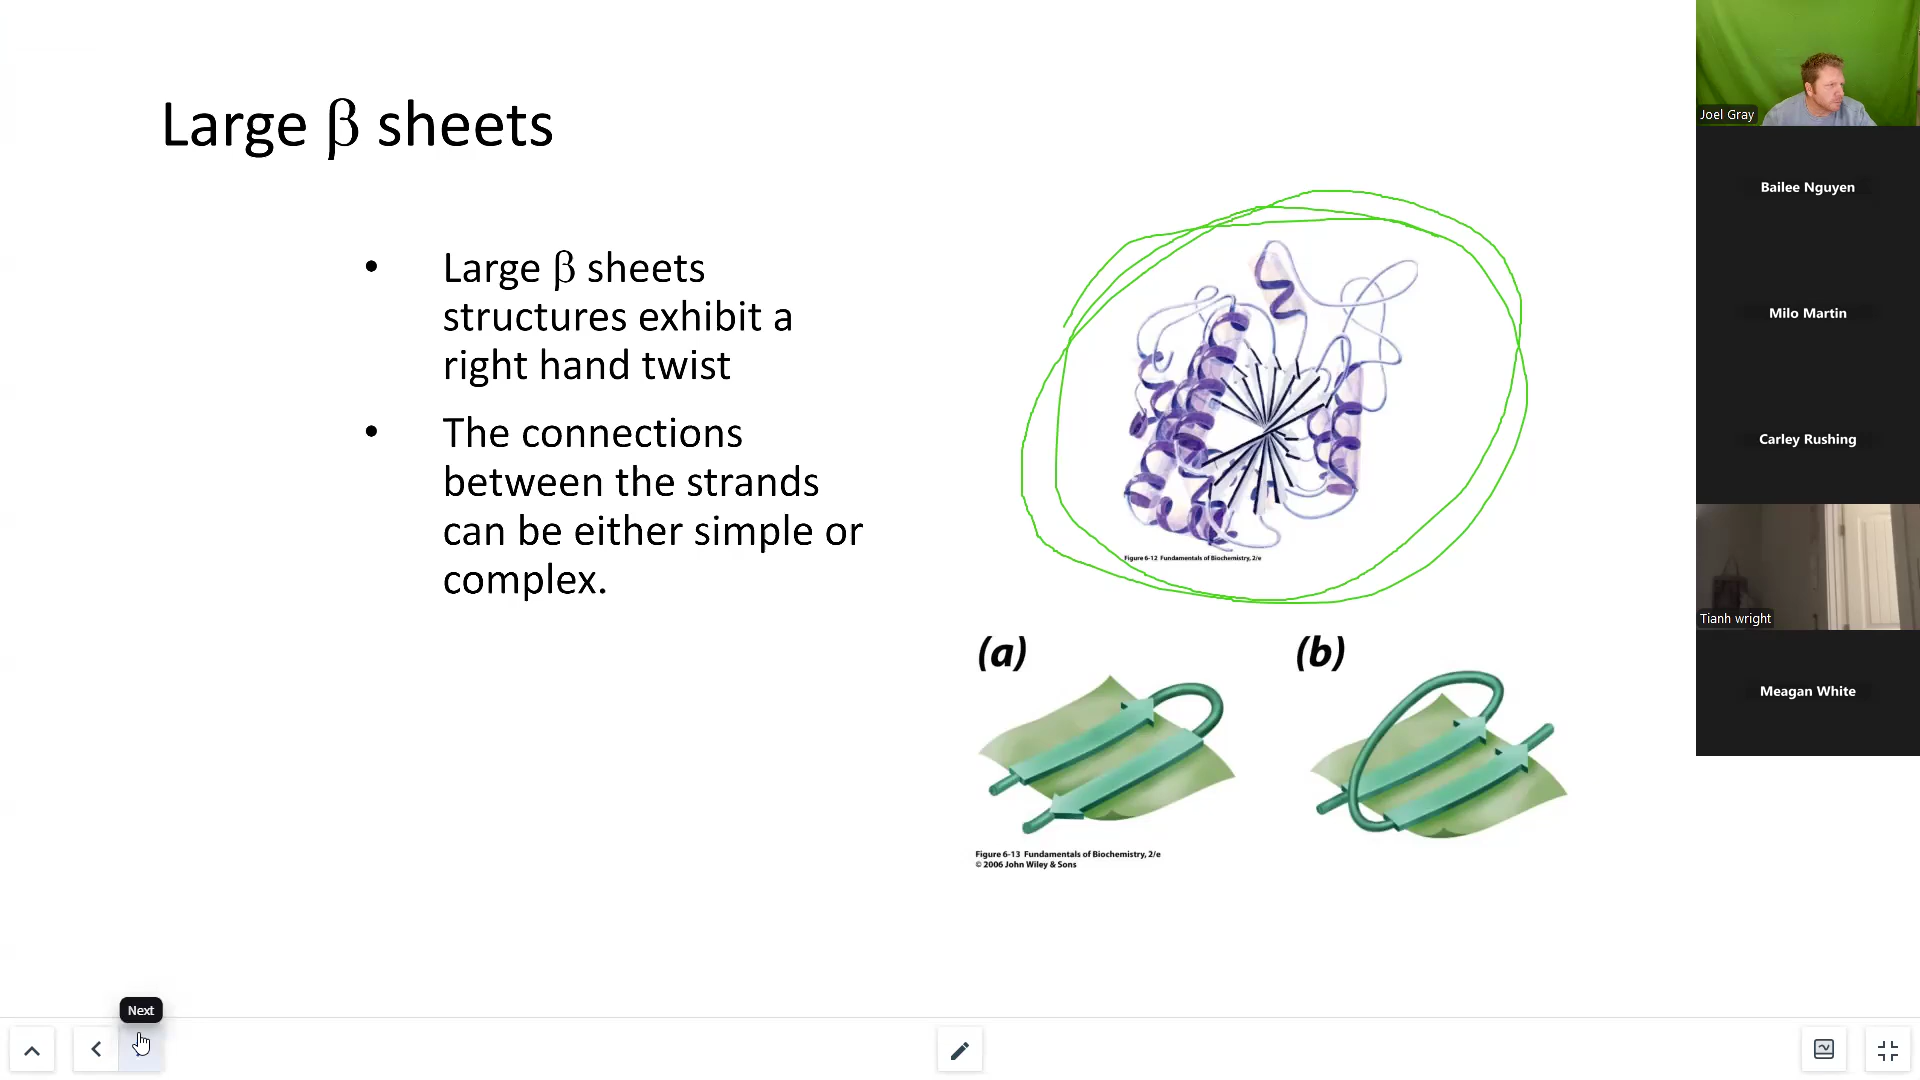 Large β sheets
• Large β sheets
structures exhibit a
right hand twist
• The connections
between the strands
can be either simple or
complex.
Figure 6-12 Fundamentals of Biochemistry, 2/e
(a)
(b)
Figure 6-13 Fundamentals of Biochemistry, 2/e
© 2006 John Wiley & Sons
Joel Gray
Bailee Nguyen
Milo Martin
Carley Rushing
Tianh wright
Meagan White
Next